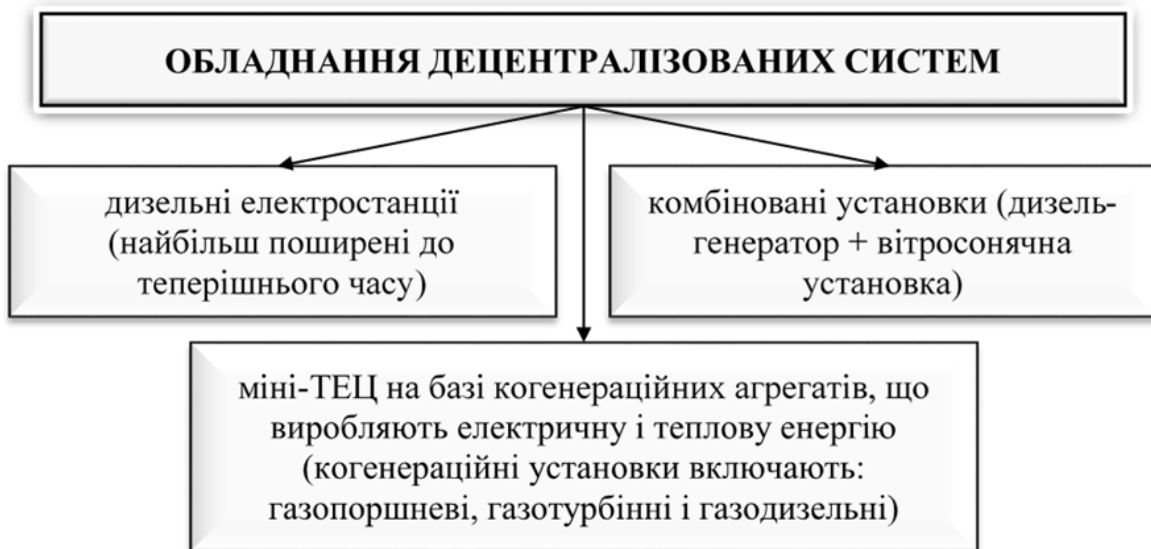 ОБЛАДНАННЯ ДЕЦЕНТРАЛІЗОВАНИХ СИСТЕМ
дизельні електростанції
(найбільш поширені до
теперішнього часу)
комбіновані установки (дизель-
генератор + вітросонячна
установка)
міні-ТЕЦ на базі когенераційних агрегатів, що
виробляють електричну і теплову енергію
(когенераційні установки включають:
газопоршневі, газотурбінні і газодизельні)